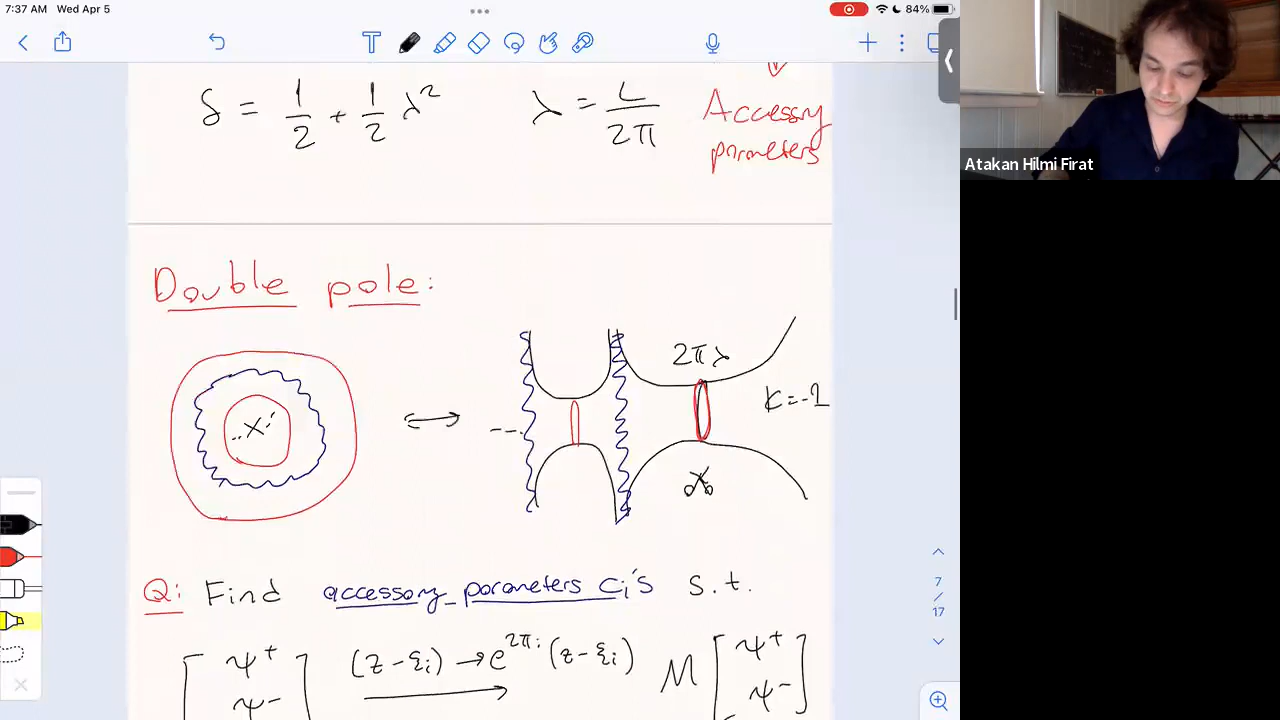 7:37 AM Wed Apr 5
84%
δ = 1/2 + 1/2 λ²
λ = L/2π
Accessory
parameters
Atakan Hilmi Firat
Double pole:
2πλ
K=-1
Q: Find accessory parameters Ci's s.t.
[ψ+ ψ-] (z-ξi) → e^2πi (z-ξi) M [ψ+ ψ-]
7
/
17